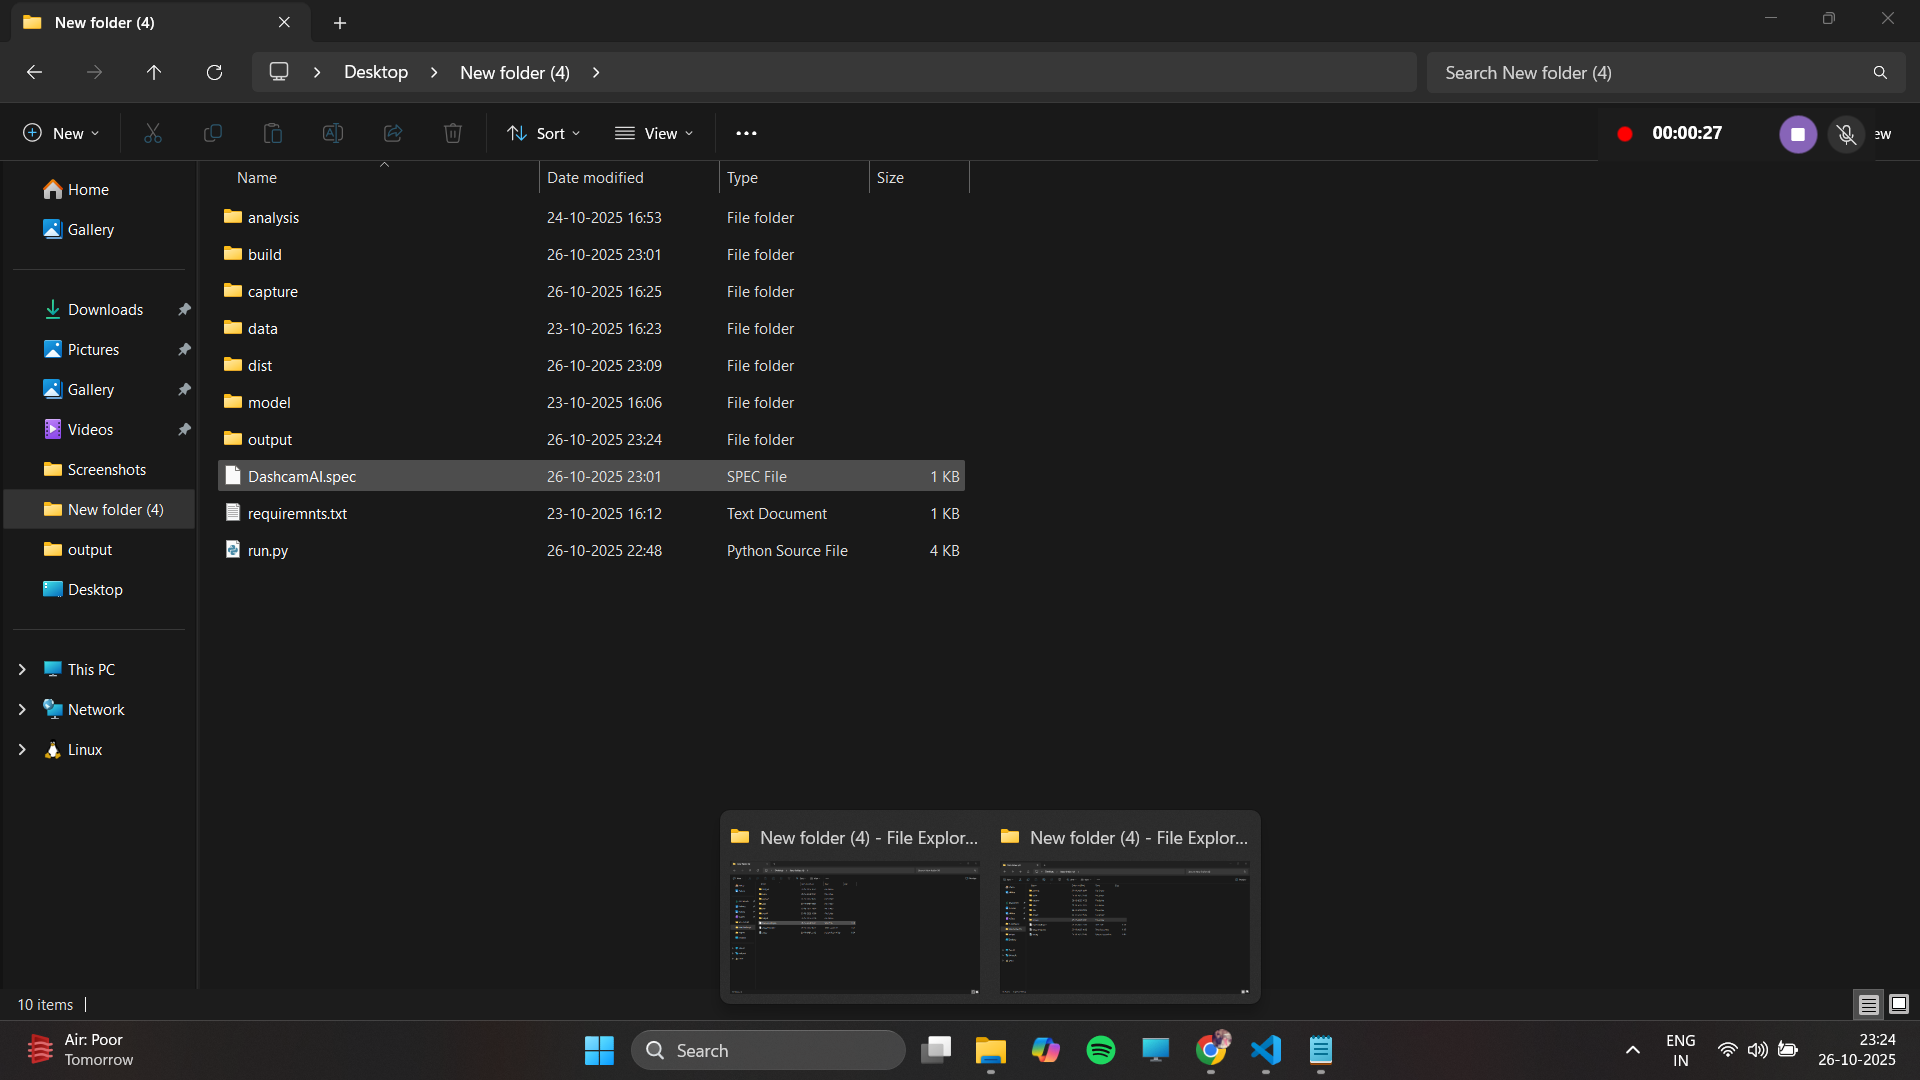 New folder (4)
Desktop
New folder (4)
Search New folder (4)
New
Sort
View
00:00:27
ew
Name
Date modified
Type
Size
Home
Gallery
Downloads
Pictures
Gallery
Videos
Screenshots
New folder (4)
output
Desktop
This PC
Network
Linux
analysis 24-10-2025 16:53 File folder
build 26-10-2025 23:01 File folder
capture 26-10-2025 16:25 File folder
data 23-10-2025 16:23 File folder
dist 26-10-2025 23:09 File folder
model 23-10-2025 16:06 File folder
output 26-10-2025 23:24 File folder
DashcamAI.spec 26-10-2025 23:01 SPEC File 1 KB
requiremnts.txt 23-10-2025 16:12 Text Document 1 KB
run.py 26-10-2025 22:48 Python Source File 4 KB
New folder (4) - File Explor...
New folder (4) - File Explor...
10 items
Air: Poor
Tomorrow
Search
ENG
IN
23:24
26-10-2025